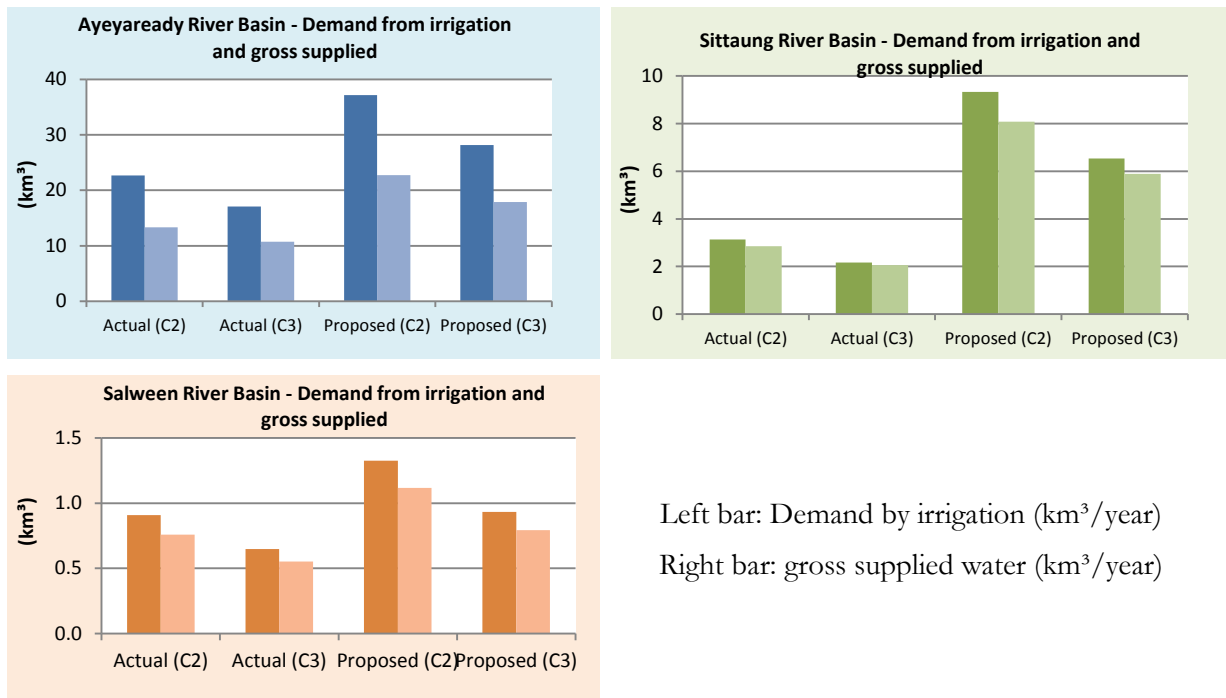 Ayeyaready River Basin - Demand from irrigation
and gross supplied
40
30
20
10
0
(km³)
Actual (C2)
Actual (C3)
Proposed (C2)
Proposed (C3)
Sittaung River Basin - Demand from irrigation and
gross supplied
10
8
6
4
2
0
(km³)
Actual (C2)
Actual (C3)
Proposed (C2)
Proposed (C3)
Salween River Basin - Demand from irrigation and
gross supplied
1.5
1.0
0.5
0.0
(km³)
Actual (C2)
Actual (C3)
Proposed (C2)
Proposed (C3)
Left bar: Demand by irrigation (km³/year)
Right bar: gross supplied water (km³/year)